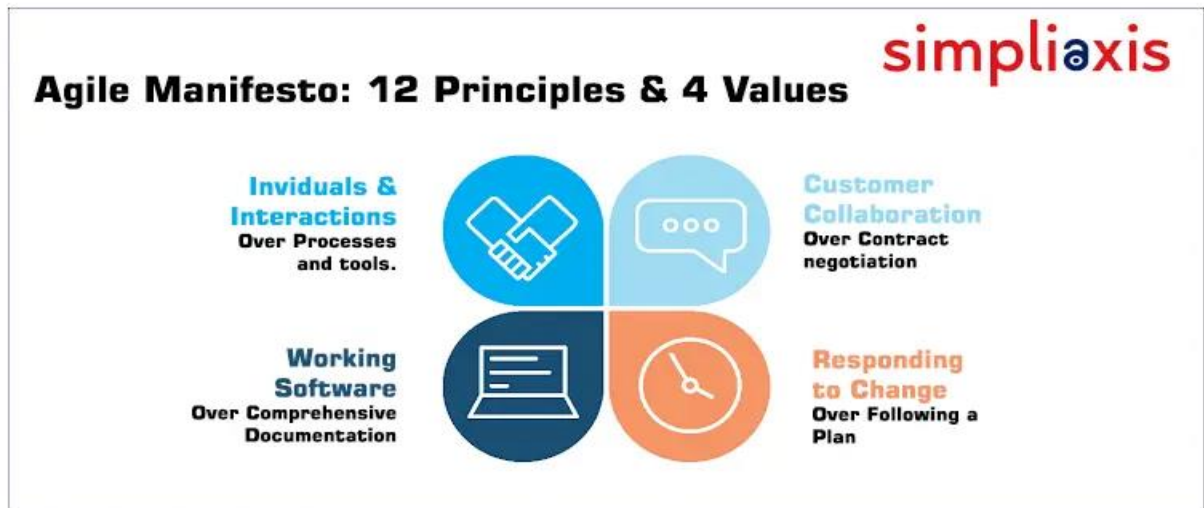 simpliaxis
Agile Manifesto: 12 Principles & 4 Values
Inviduals &
Interactions
Over Processes
and tools.
Customer
Collaboration
Over Contract
negotiation
Working
Software
Over Comprehensive
Documentation
Responding
to Change
Over Following a
Plan